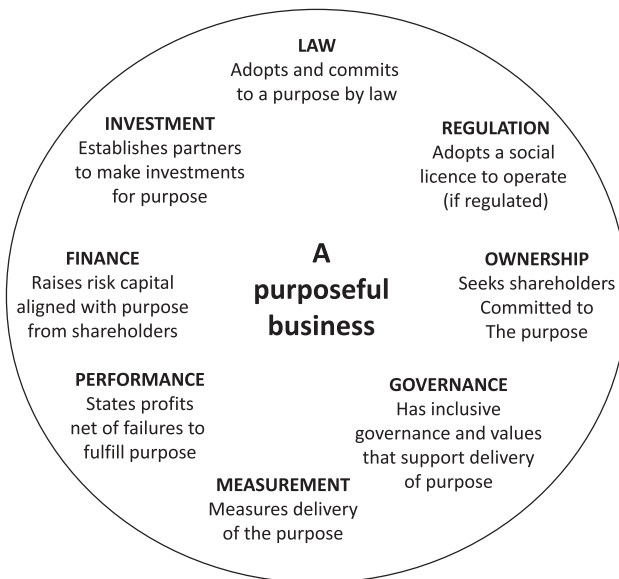 LAW
Adopts and commits
to a purpose by law
INVESTMENT
Establishes partners
to make investments
for purpose
REGULATION
Adopts a social
licence to operate
(if regulated)
FINANCE
Raises risk capital
aligned with purpose
from shareholders
A
purposeful
business
OWNERSHIP
Seeks shareholders
Committed to
The purpose
PERFORMANCE
States profits
net of failures to
fulfill purpose
GOVERNANCE
Has inclusive
governance and values
that support delivery
of purpose
MEASUREMENT
Measures delivery
of the purpose